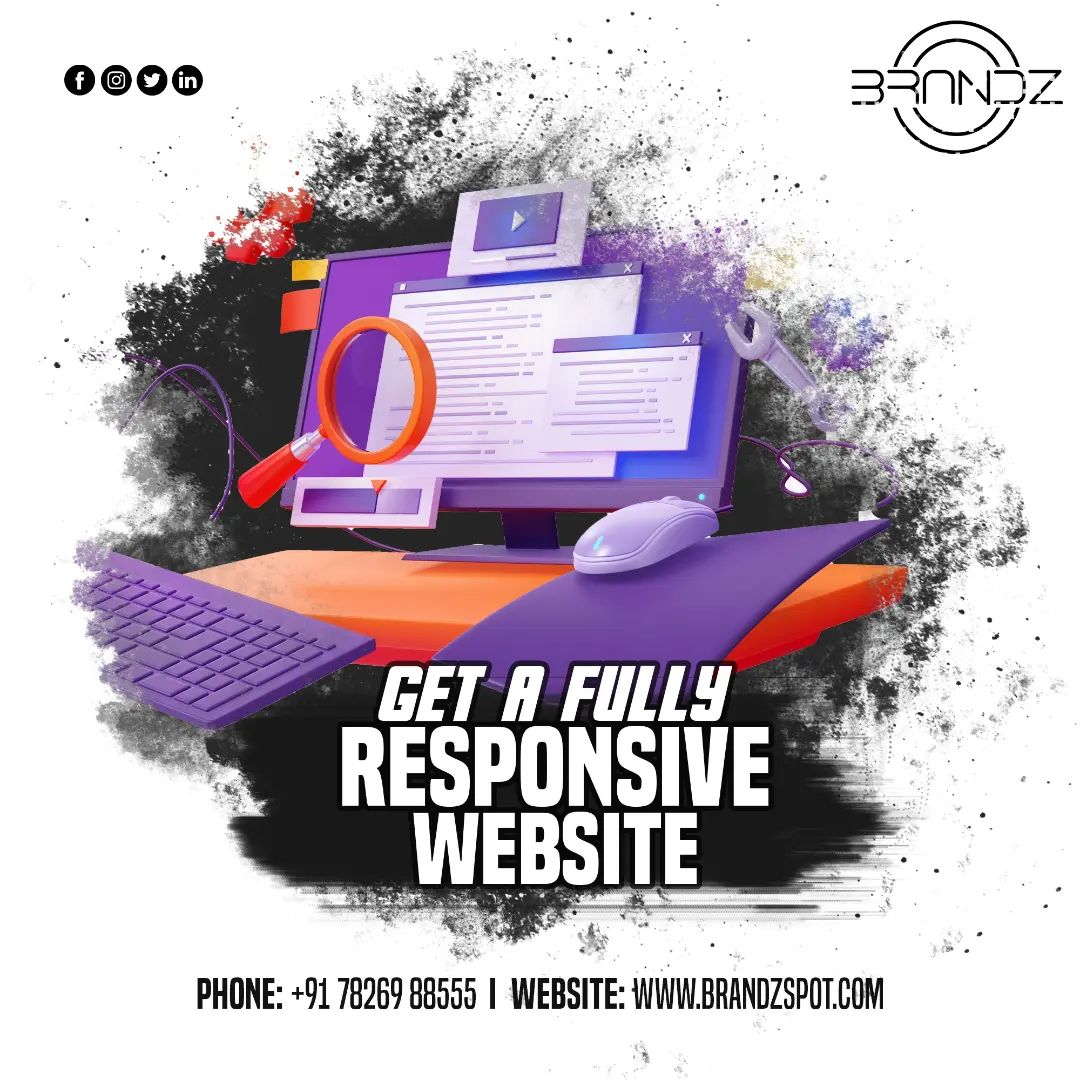 BRANDZ
GET A FULLY
RESPONSIVE
WEBSITE
PHONE: +91 78269 88555 I WEBSITE: WWW.BRANDZSPOT.COM